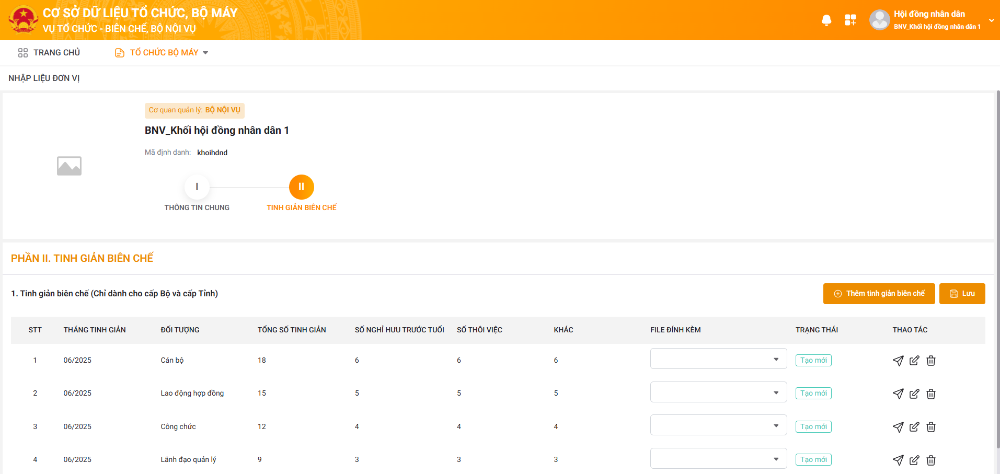 CƠ SỞ DỮ LIỆU TỔ CHỨC, BỘ MÁY
VỤ TỔ CHỨC - BIÊN CHẾ, BỘ NỘI VỤ
Hội đồng nhân dân
BNV_Khối hội đồng nhân dân 1
TRANG CHỦ
TỔ CHỨC BỘ MÁY
NHẬP LIỆU ĐƠN VỊ
Cơ quan quản lý: BỘ NỘI VỤ
BNV_Khối hội đồng nhân dân 1
Mã định danh: khoihdnd
I
II
THÔNG TIN CHUNG
TINH GIẢN BIÊN CHẾ
PHẦN II. TINH GIẢN BIÊN CHẾ
1. Tinh giản biên chế (Chỉ dành cho cấp Bộ và cấp Tỉnh)
Thêm tinh giản biên chế
Lưu
STT THÁNG TINH GIẢN ĐỐI TƯỢNG TỔNG SỐ TINH GIẢN SỐ NGHỈ HƯU TRƯỚC TUỔI SỐ THÔI VIỆC KHÁC FILE ĐÍNH KÈM TRẠNG THÁI THAO TÁC
1 06/2025 Cán bộ 18 6 6 6 Tạo mới
2 06/2025 Lao động hợp đồng 15 5 5 5 Tạo mới
3 06/2025 Công chức 12 4 4 4 Tạo mới
4 06/2025 Lãnh đạo quản lý 9 3 3 3 Tạo mới